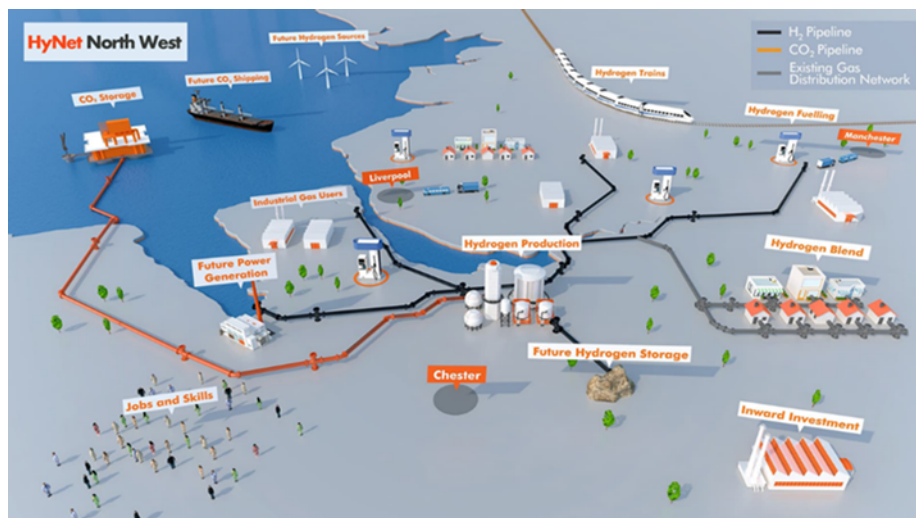 HyNet North West
Future Hydrogen Sources
H₂ Pipeline
CO₂ Pipeline
Existing Gas
Distribution Network
Future CO₂ Shipping
CO₂ Storage
Hydrogen Trains
Hydrogen Fuelling
Manchester
Liverpool
Industrial Gas Users
Hydrogen Production
Future Power
Generation
Hydrogen Blend
Future Hydrogen Storage
Chester
Jobs and Skills
Inward Investment